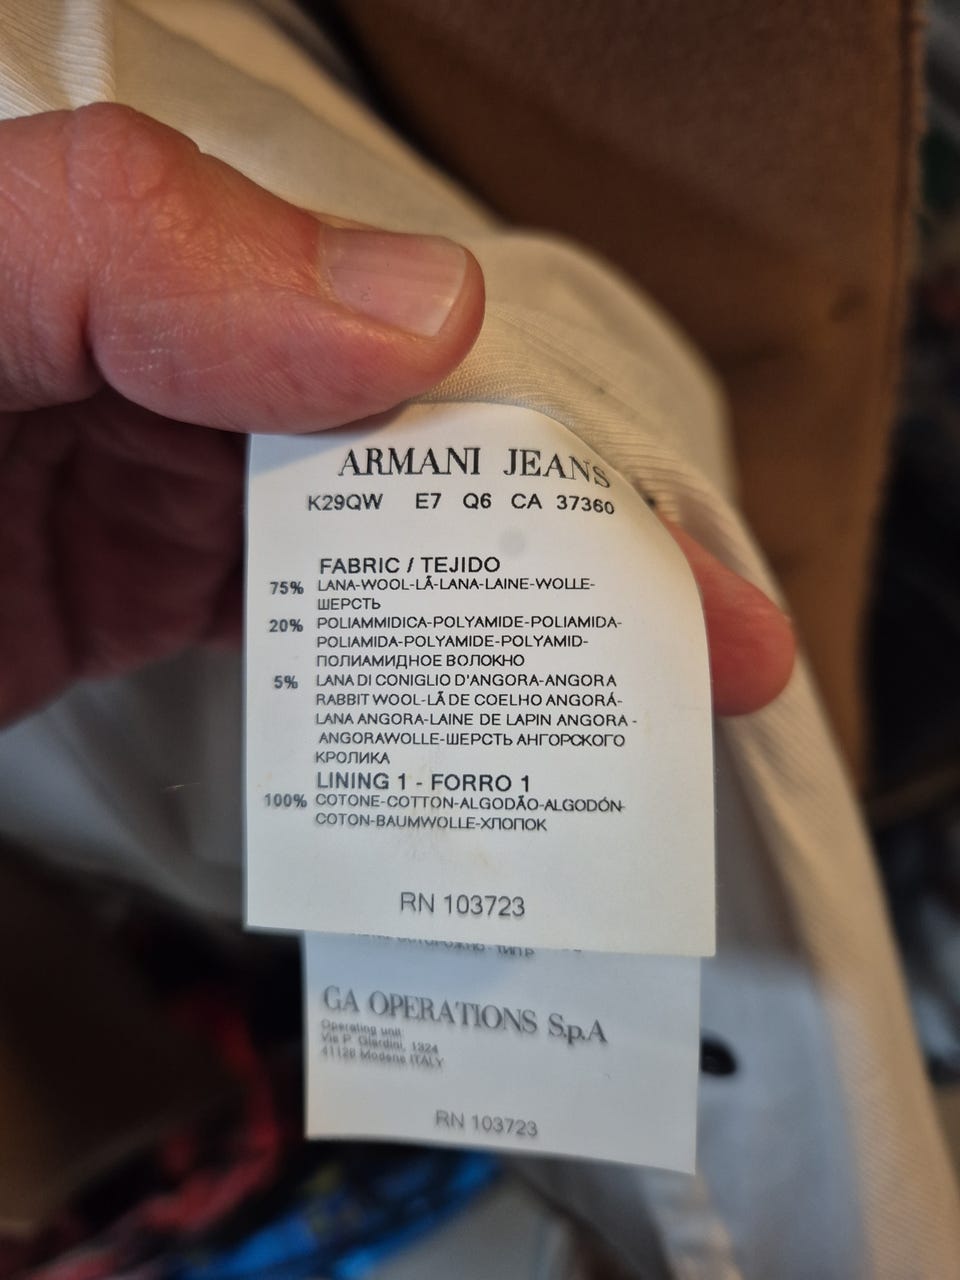 ARMANI JEANS
K29QW E7 Q6 CA 37360
FABRIC / TEJIDO
75% LANA-WOOL-LÃ-LANA-LAINE-WOLLE-
ШЕРСТЬ
20% POLIAMMIDICA-POLYAMIDE-POLIAMIDA-
POLIAMIDA-POLYAMIDE-POLYAMID-
ПОЛИАМИДНОЕ ВОЛОКНО
5% LANA DI CONIGLIO D'ANGORA-ANGORA
RABBIT WOOL-LÃ DE COELHO ANGORÁ-
LANA ANGORA-LAINE DE LAPIN ANGORA -
ANGORAWOLLE-ШЕРСТЬ АНГОРСКОГО
КРОЛИКА
LINING 1 - FORRO 1
100% COTONE-COTTON-ALGODÃO-ALGODÓN-
COTON-BAUMWOLLE-ХЛОПОК
RN 103723
GA OPERATIONS S.p.A
Operating unit:
Via P. Giardini, 1324
41126 Modena ITALY
RN 103723